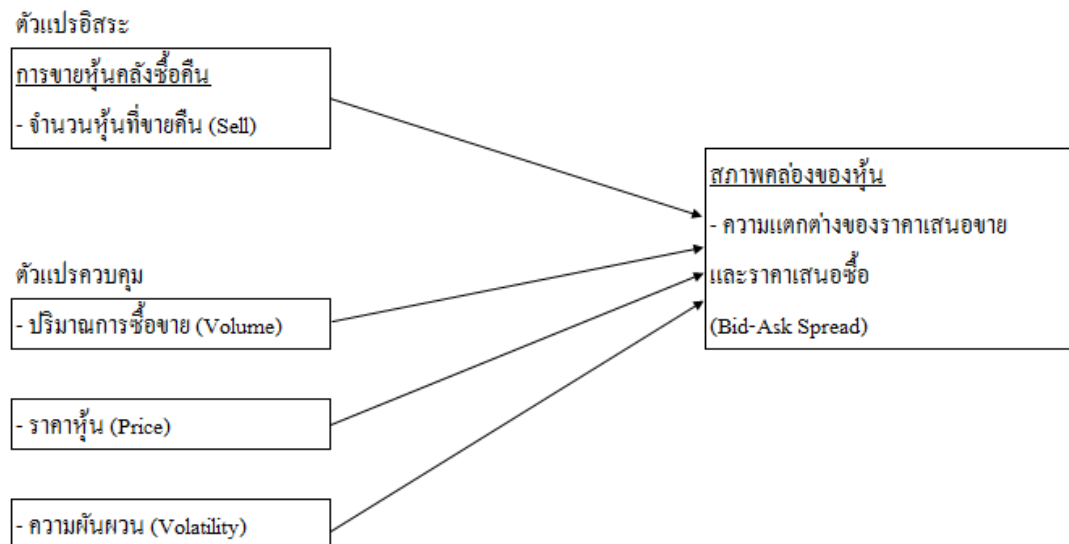 ตัวแปรอิสระ
การขายหุ้นคลังซื้อคืน
- จำนวนหุ้นที่ขายคืน (Sell)
สภาพคล่องของหุ้น
- ความแตกต่างของราคาเสนอขาย
และราคาเสนอซื้อ
(Bid-Ask Spread)
ตัวแปรควบคุม
- ปริมาณการซื้อขาย (Volume)
- ราคาหุ้น (Price)
- ความผันผวน (Volatility)